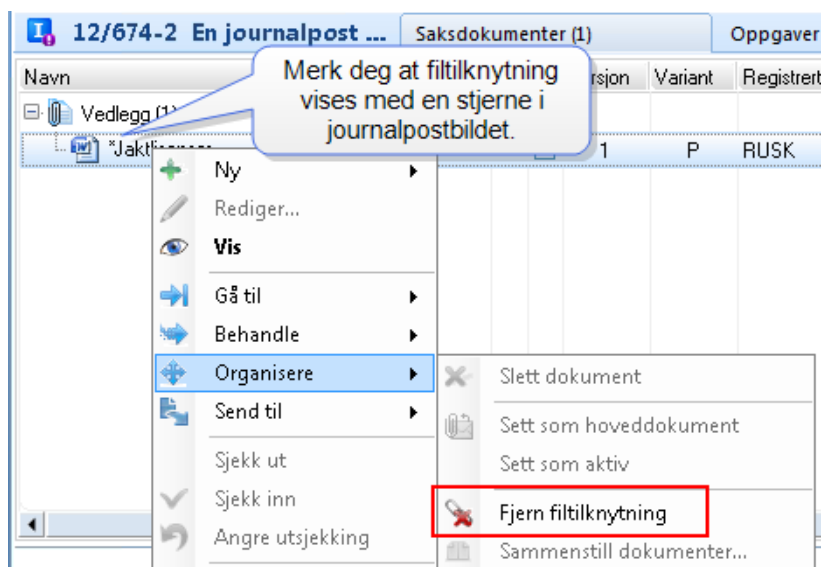 12/674-2 En journalpost ... Saksdokumenter (1) Oppgaver
Navn Variant Registrert
Merk deg at filtilknytning
vises med en stjerne i
journalpostbildet.
Vedlegg (1)
1 P RUSK
Ny
Rediger...
Vis
Gå til
Behandle
Organisere
Send til
Sjekk ut
Sjekk inn
Angre utsjekking
Slett dokument
Sett som hoveddokument
Sett som aktiv
Fjern filtilknytning
Sammenstill dokumenter...